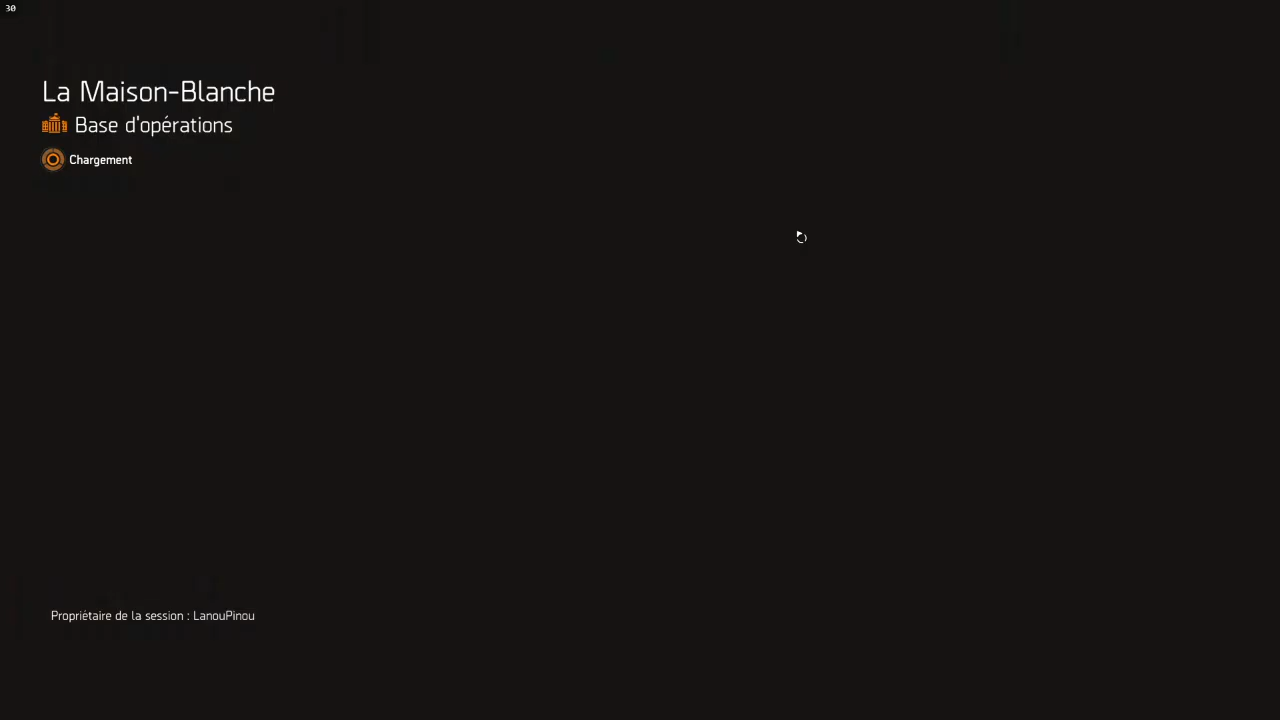 30
La Maison-Blanche
Base d'opérations
Chargement
Propriétaire de la session : LanouPinou